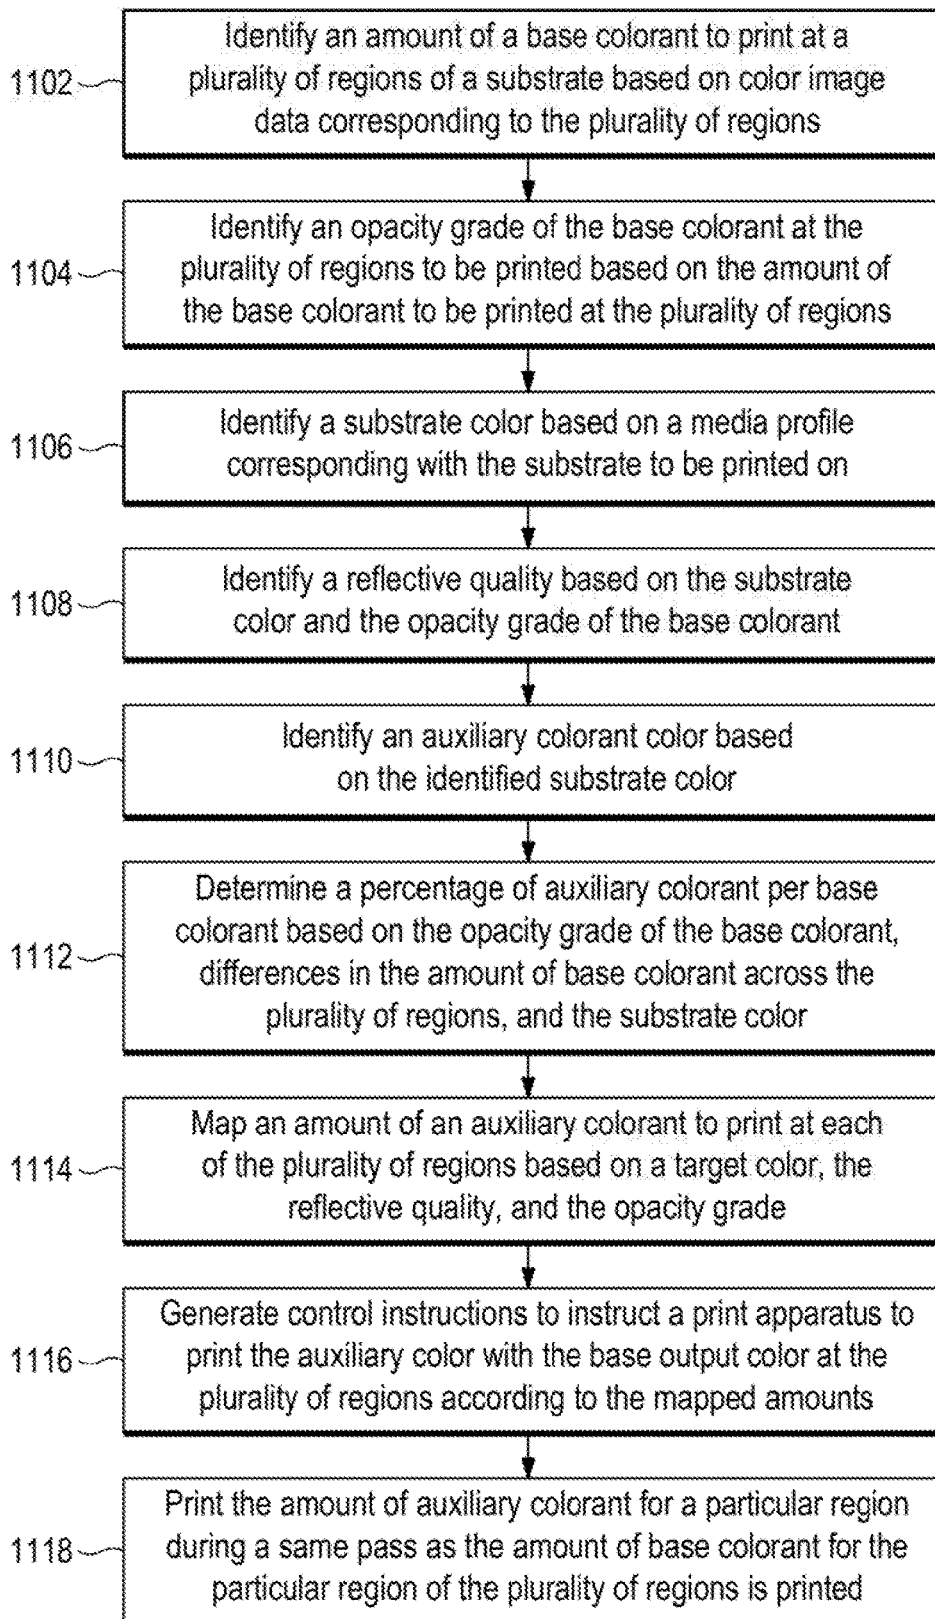 Identify an amount of a base colorant to print at a
1102 plurality of regions of a substrate based on color image
data corresponding to the plurality of regions
Identify an opacity grade of the base colorant at the
1104 plurality of regions to be printed based on the amount of
the base colorant to be printed at the plurality of regions
1106 Identify a substrate color based on a media profile
corresponding with the substrate to be printed on
1108 Identify a reflective quality based on the substrate
color and the opacity grade of the base colorant
1110 Identify an auxiliary colorant color based
on the identified substrate color
Determine a percentage of auxiliary colorant per base
colorant based on the opacity grade of the base colorant,
1112 differences in the amount of base colorant across the
plurality of regions, and the substrate color
Map an amount of an auxiliary colorant to print at each
1114 of the plurality of regions based on a target color, the
reflective quality, and the opacity grade
Generate control instructions to instruct a print apparatus to
1116 print the auxiliary color with the base output color at the
plurality of regions according to the mapped amounts
Print the amount of auxiliary colorant for a particular region
1118 during a same pass as the amount of base colorant for the
particular region of the plurality of regions is printed